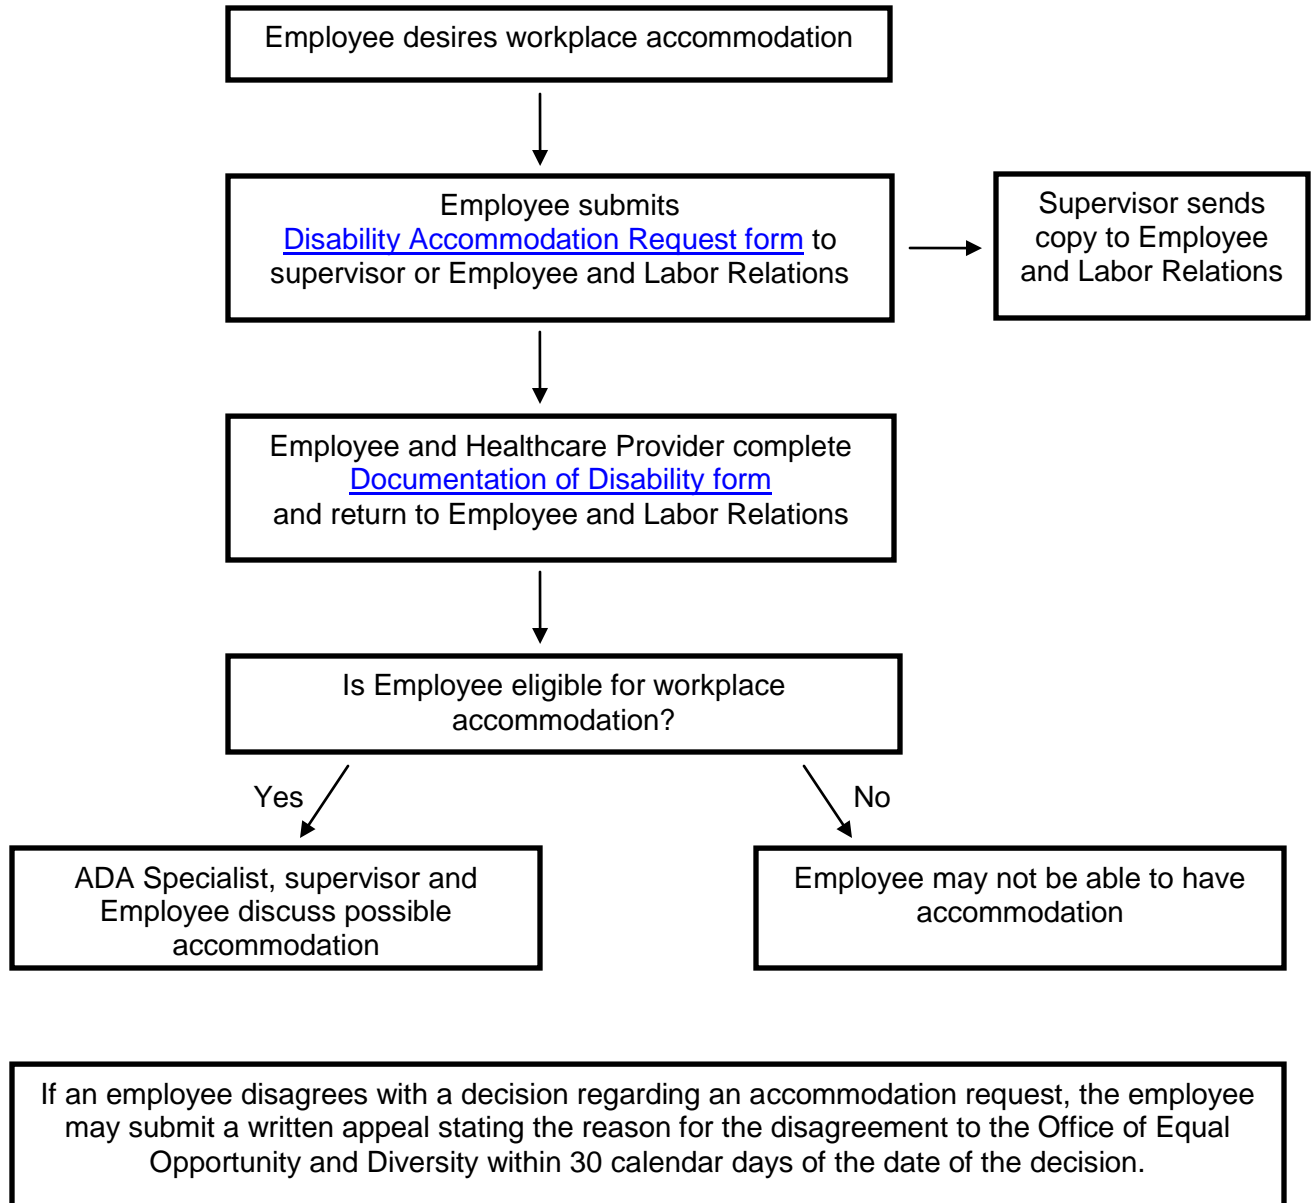 Employee desires workplace accommodation
Employee submits
Disability Accommodation Request form to
supervisor or Employee and Labor Relations
Supervisor sends
copy to Employee
and Labor Relations
Employee and Healthcare Provider complete
Documentation of Disability form
and return to Employee and Labor Relations
Is Employee eligible for workplace
accommodation?
Yes
No
ADA Specialist, supervisor and
Employee discuss possible
accommodation
Employee may not be able to have
accommodation
If an employee disagrees with a decision regarding an accommodation request, the employee
may submit a written appeal stating the reason for the disagreement to the Office of Equal
Opportunity and Diversity within 30 calendar days of the date of the decision.